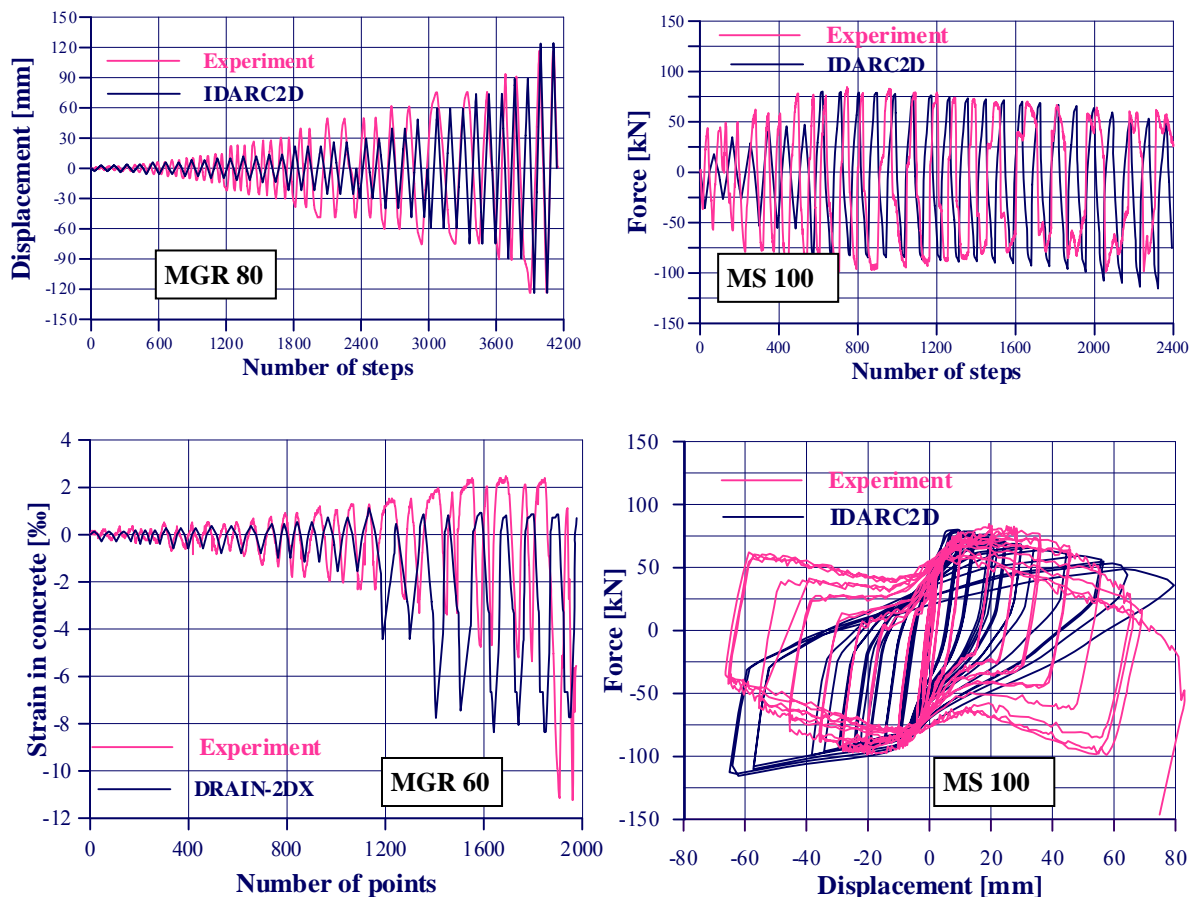 150
120
90
60
30
0
-30
-60
-90
-120
-150
Displacement [mm]
Experiment
IDARC2D
MGR 80
0 600 1200 1800 2400 3000 3600 4200
Number of steps
150
100
50
0
-50
-100
-150
Force [kN]
Experiment
IDARC2D
MS 100
0 400 800 1200 1600 2000 2400
Number of steps
4
2
0
-2
-4
-6
-8
-10
-12
Strain in concrete [‰]
Experiment
DRAIN-2DX
MGR 60
0 400 800 1200 1600 2000
Number of points
150
100
50
0
-50
-100
-150
Force [kN]
Experiment
IDARC2D
MS 100
-80 -60 -40 -20 0 20 40 60 80
Displacement [mm]